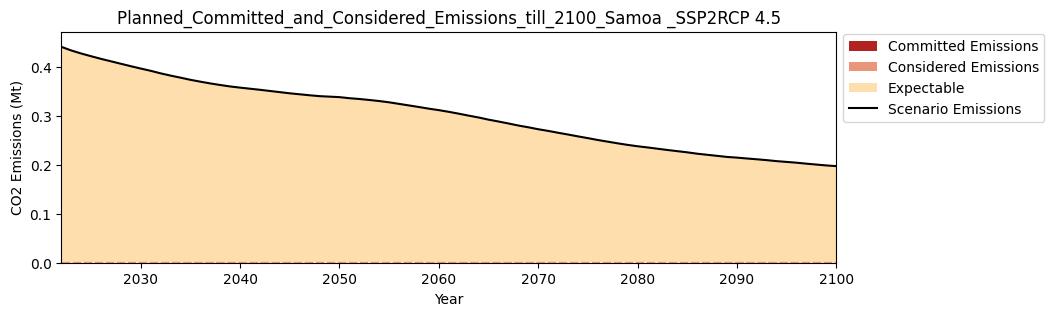 Planned_Committed_and_Considered_Emissions_till_2100_Samoa _SSP2RCP 4.5
Committed Emissions
Considered Emissions
Expectable
Scenario Emissions
CO2 Emissions (Mt)
0.4
0.3
0.2
0.1
0.0
2030 2040 2050 2060 2070 2080 2090 2100
Year